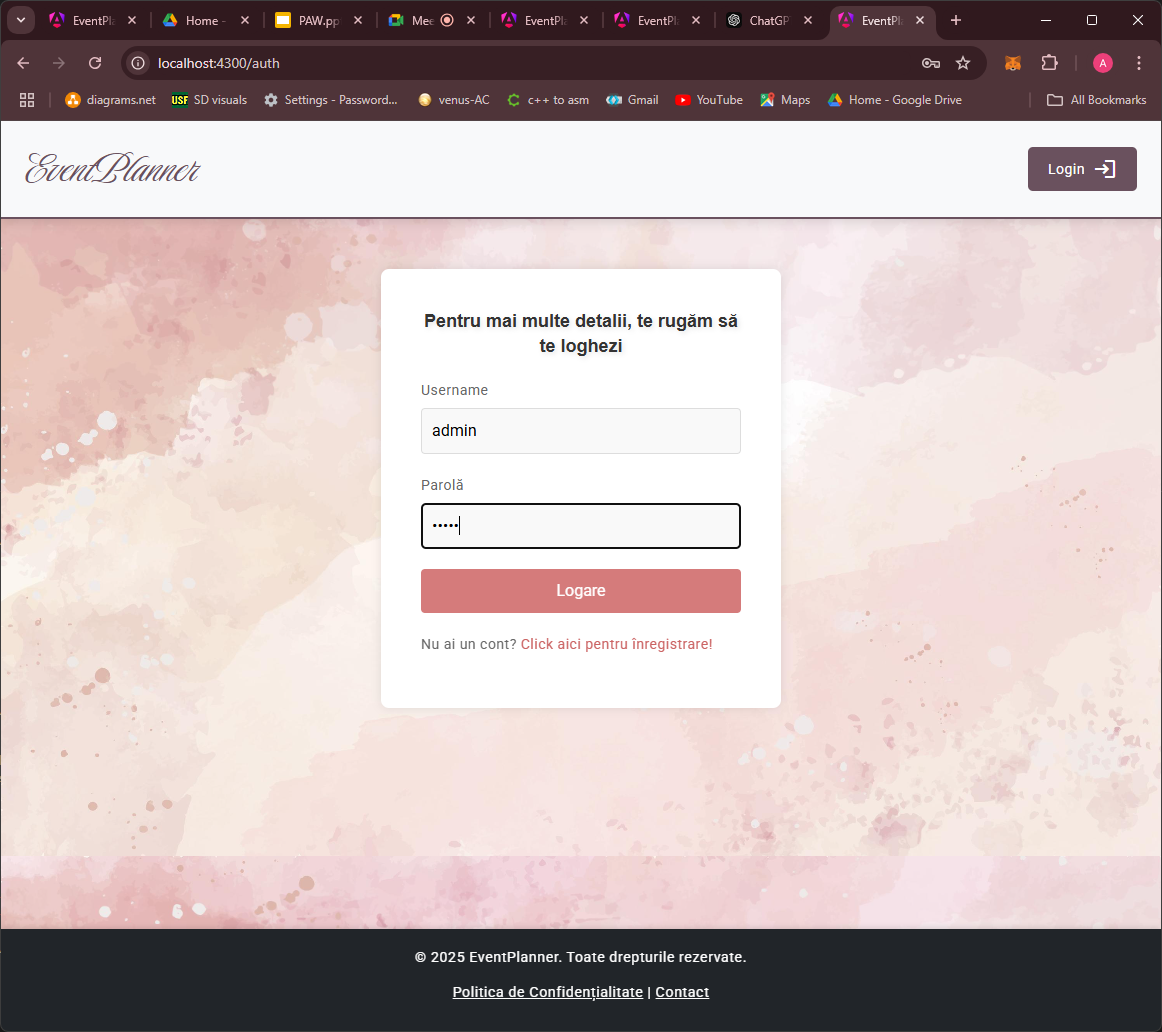 EventPla
Home -
PAW.pp
Mee
EventPla
EventPla
ChatGP
EventPla
localhost:4300/auth
A
diagrams.net
USF SD visuals
Settings - Password...
venus-AC
c++ to asm
Gmail
YouTube
Maps
Home - Google Drive
All Bookmarks
EventPlanner
Login
Pentru mai multe detalii, te rugăm să
te loghezi
Username
admin
Parolă
•••••
Logare
Nu ai un cont? Click aici pentru înregistrare!
© 2025 EventPlanner. Toate drepturile rezervate.
Politica de Confidențialitate | Contact